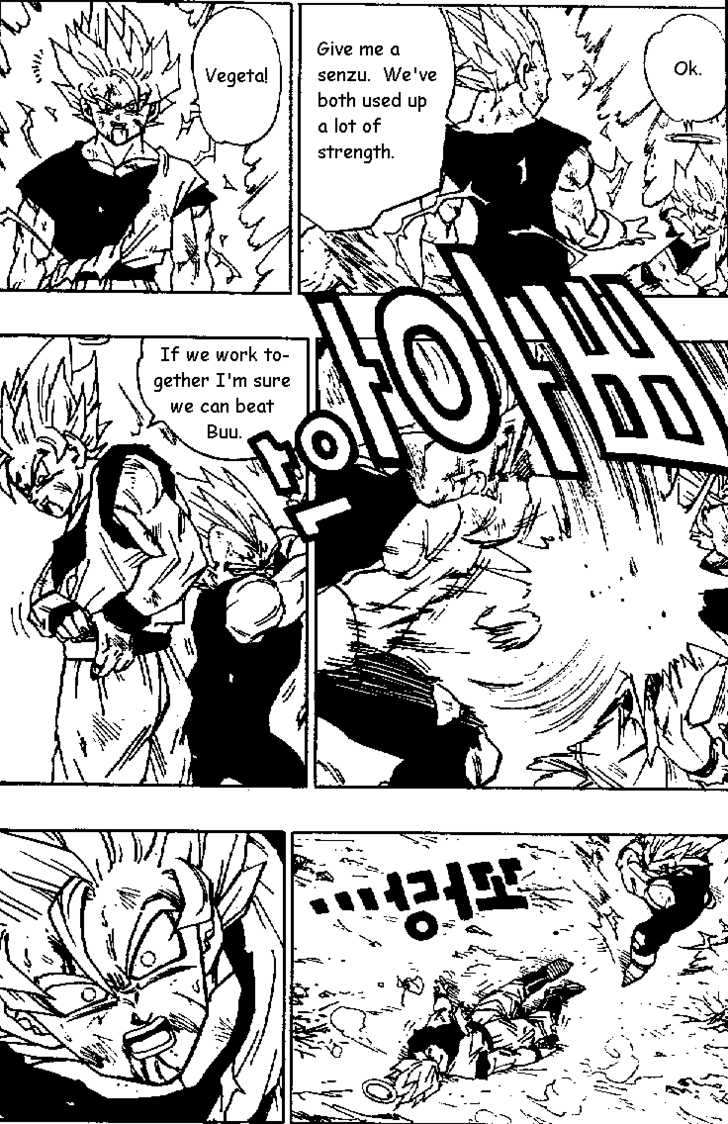 Vegeta!
Give me a
senzu. We've
both used up
a lot of
strength.
Ok.
If we work to-
gether I'm sure
we can beat
Buu.